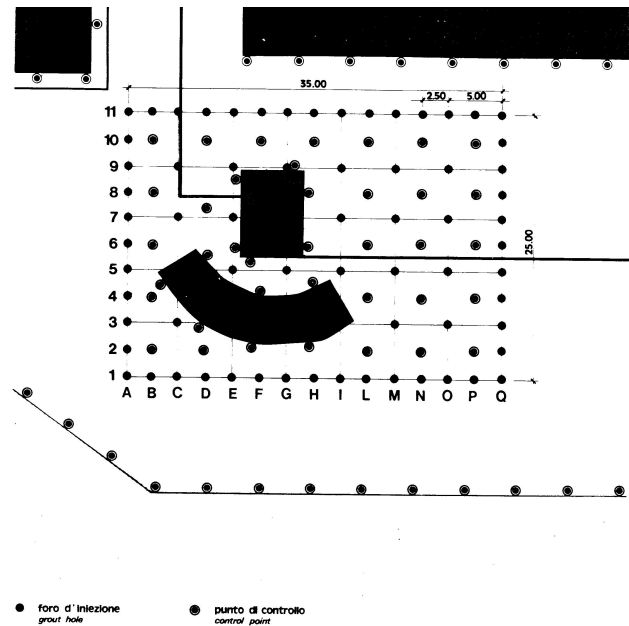 35.00
2.50 5.00
11
10
9
8
7
6
25.00
5
4
3
2
1
A B C D E F G H I L M N O P Q
foro d'iniezione
grout hole
punto di controllo
control point